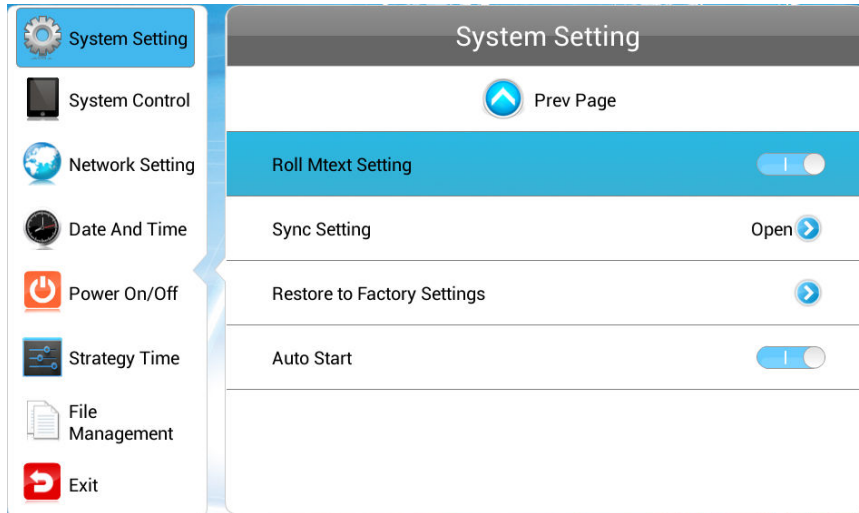 System Setting
System Control
Network Setting
Date And Time
Power On/Off
Strategy Time
File
Management
Exit
System Setting
Prev Page
Roll Mtext Setting
Sync Setting
Open
Restore to Factory Settings
Auto Start